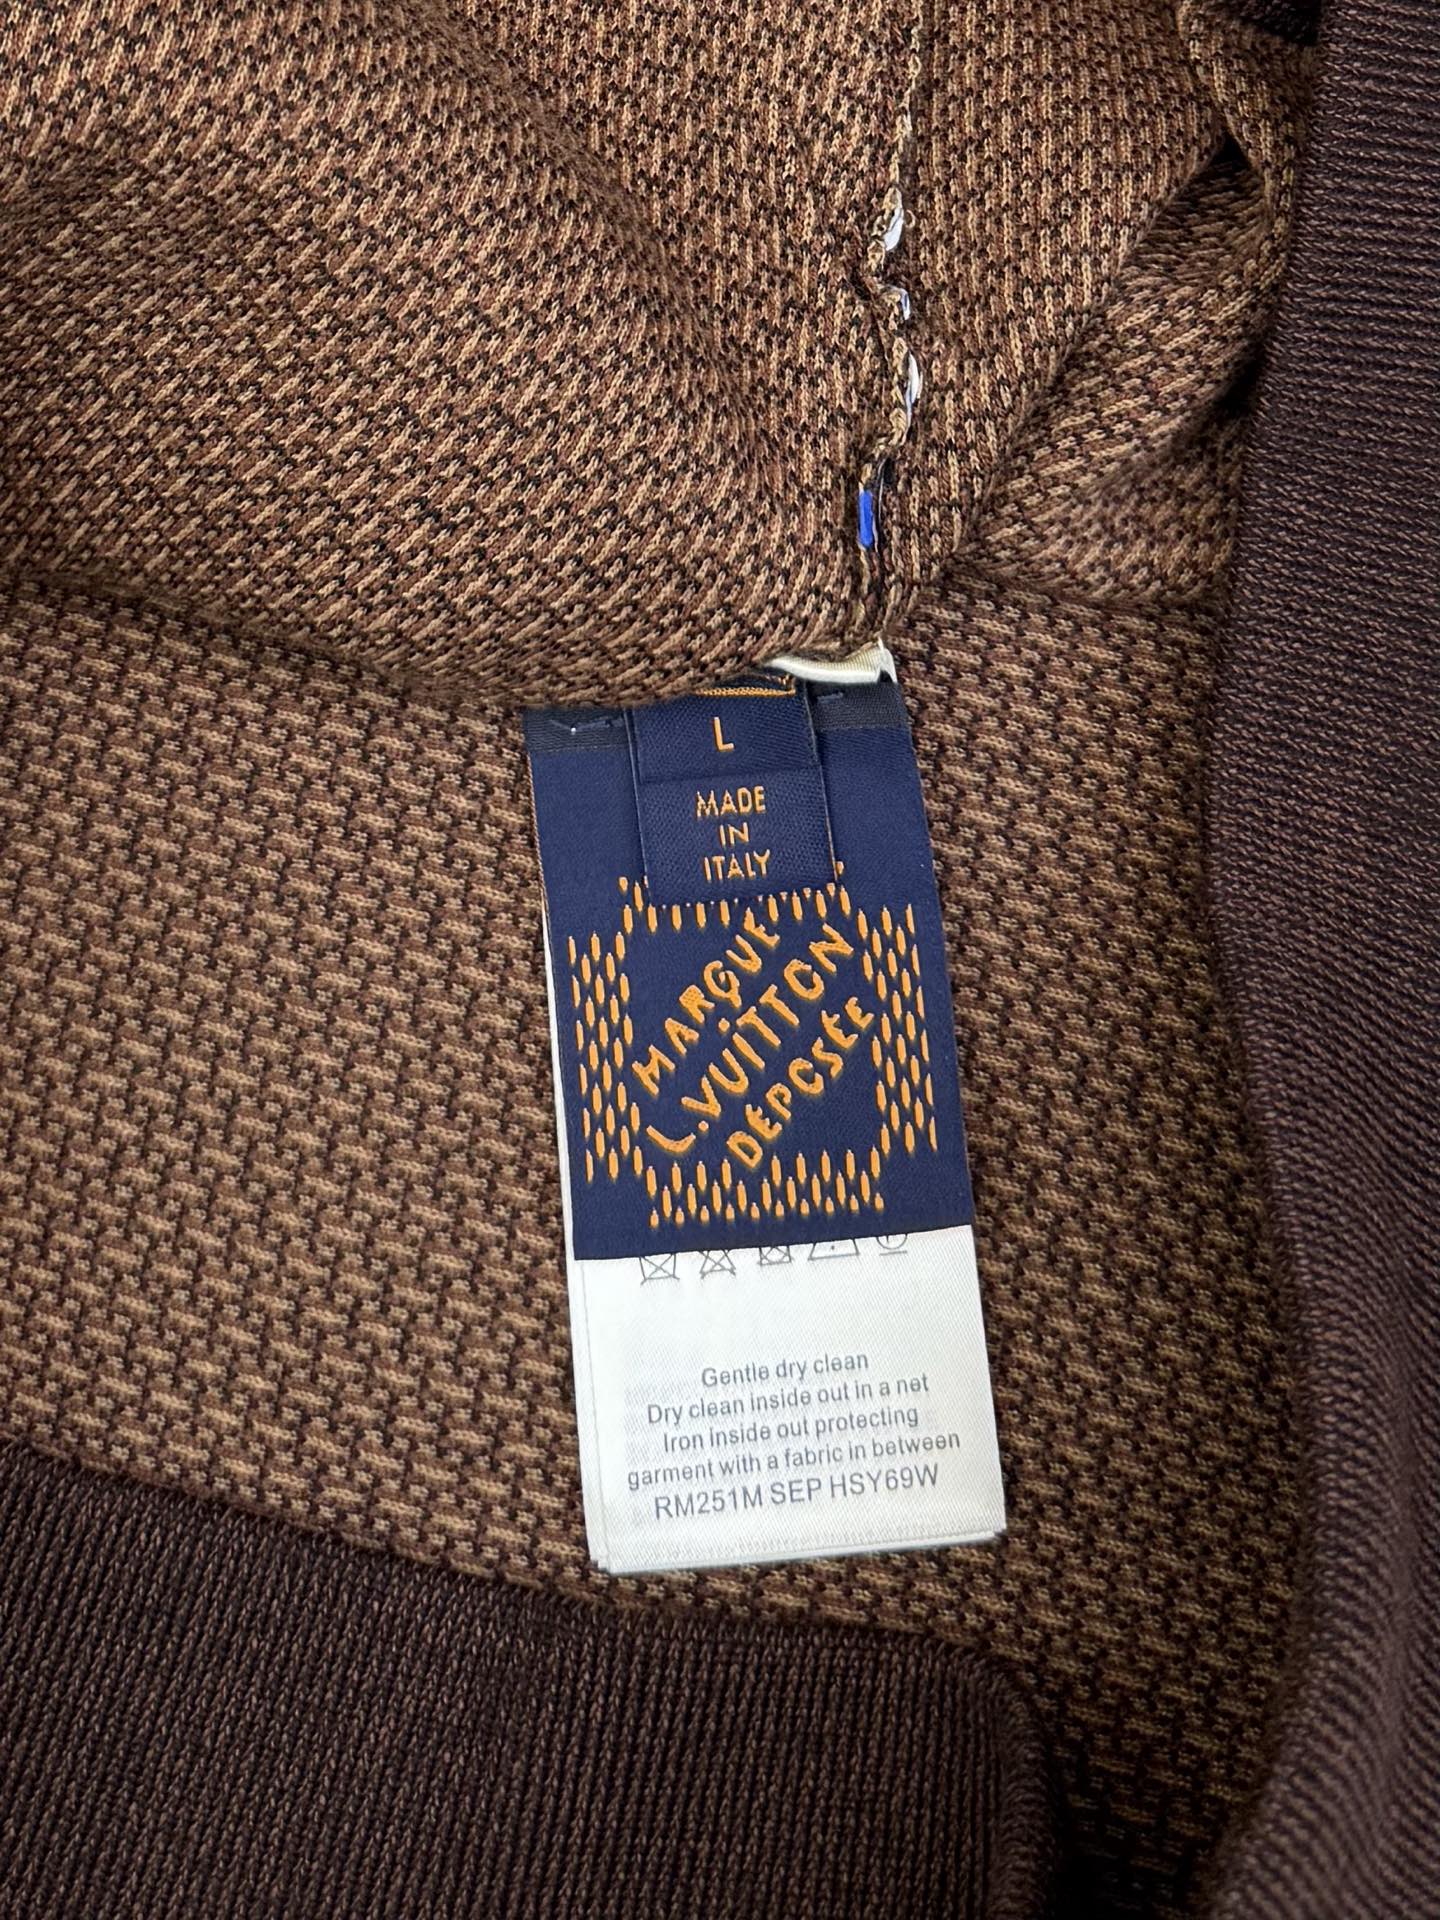 L
MADE
IN
ITALY
MARQUE
L.VUITTON
DEPOSÉE
Gentle dry clean
Dry clean inside out in a net
Iron inside out protecting
garment with a fabric in between
RM251M SEP HSY69W